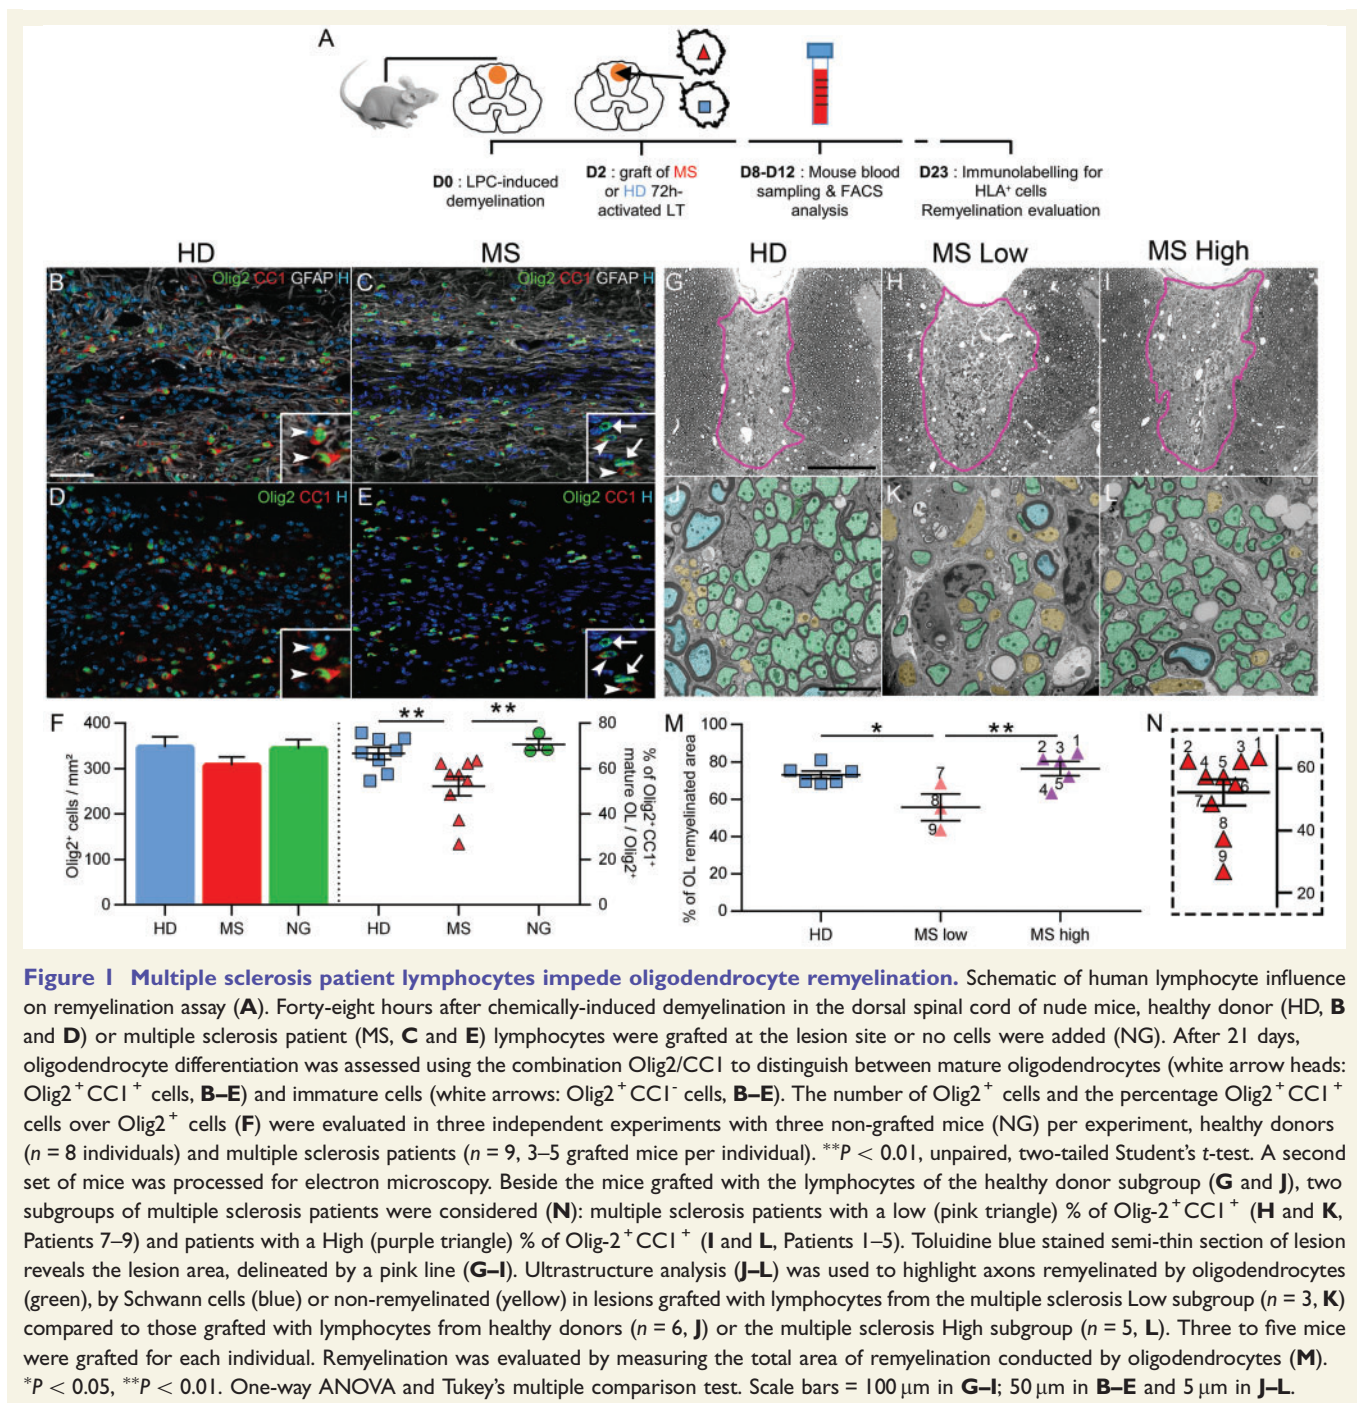 A
D0 : LPC-induced
demyelination
D2 : graft of MS
or HD 72h-
activated LT
D8-D12 : Mouse blood
sampling & FACS
analysis
D23 : Immunolabelling for
HLA⁺ cells
Remyelination evaluation
HD
MS
HD
MS Low
MS High
B
Olig2 CC1 GFAP H
C
Olig2 CC1 GFAP H
G
H
I
D
Olig2 CC1 H
E
Olig2 CC1 H
J
K
L
F
Olig2⁺ cells / mm²
400
300
200
100
0
HD
MS
NG
**
**
80
60
40
20
0
% of Olig2⁺CC1⁺
mature OL / Olig2⁺
HD
MS
NG
M
% of OL remyelinated area
100
80
60
40
20
0
*
**
7
8
9
2
3
1
5
4
HD
MS low
MS high
N
2
3
1
4
5
6
7
8
9
60
40
20
Figure 1 Multiple sclerosis patient lymphocytes impede oligodendrocyte remyelination. Schematic of human lymphocyte influence
on remyelination assay (A). Forty-eight hours after chemically-induced demyelination in the dorsal spinal cord of nude mice, healthy donor (HD, B
and D) or multiple sclerosis patient (MS, C and E) lymphocytes were grafted at the lesion site or no cells were added (NG). After 21 days,
oligodendrocyte differentiation was assessed using the combination Olig2/CC1 to distinguish between mature oligodendrocytes (white arrow heads:
Olig2⁺CC1⁺ cells, B–E) and immature cells (white arrows: Olig2⁺CC1⁻ cells, B–E). The number of Olig2⁺ cells and the percentage Olig2⁺CC1⁺
cells over Olig2⁺ cells (F) were evaluated in three independent experiments with three non-grafted mice (NG) per experiment, healthy donors
(n = 8 individuals) and multiple sclerosis patients (n = 9, 3–5 grafted mice per individual). **P < 0.01, unpaired, two-tailed Student's t-test. A second
set of mice was processed for electron microscopy. Beside the mice grafted with the lymphocytes of the healthy donor subgroup (G and J), two
subgroups of multiple sclerosis patients were considered (N): multiple sclerosis patients with a low (pink triangle) % of Olig-2⁺CC1⁺ (H and K,
Patients 7–9) and patients with a High (purple triangle) % of Olig-2⁺CC1⁺ (I and L, Patients 1–5). Toluidine blue stained semi-thin section of lesion
reveals the lesion area, delineated by a pink line (G–I). Ultrastructure analysis (J–L) was used to highlight axons remyelinated by oligodendrocytes
(green), by Schwann cells (blue) or non-remyelinated (yellow) in lesions grafted with lymphocytes from the multiple sclerosis Low subgroup (n = 3, K)
compared to those grafted with lymphocytes from healthy donors (n = 6, J) or the multiple sclerosis High subgroup (n = 5, L). Three to five mice
were grafted for each individual. Remyelination was evaluated by measuring the total area of remyelination conducted by oligodendrocytes (M).
*P < 0.05, **P < 0.01. One-way ANOVA and Tukey's multiple comparison test. Scale bars = 100 μm in G–I; 50 μm in B–E and 5 μm in J–L.